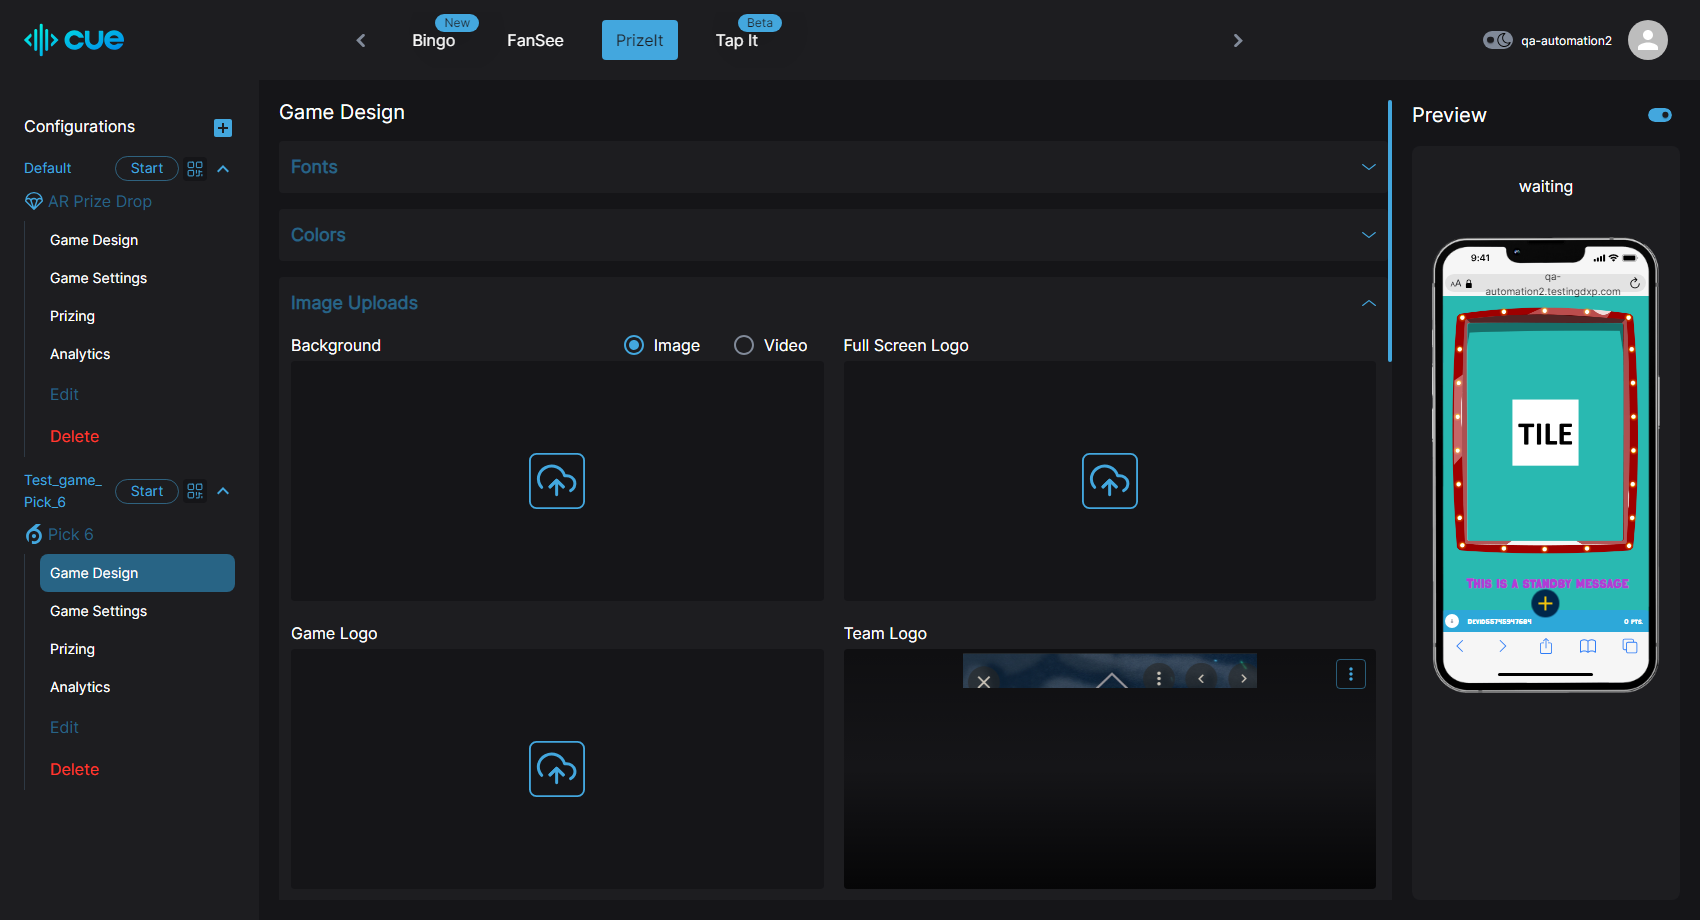 cue
New
Bingo
FanSee
PrizeIt
Beta
Tap It
qa-automation2
Configurations
Default
Start
AR Prize Drop
Game Design
Game Settings
Prizing
Analytics
Edit
Delete
Test_game_
Pick_6
Start
Pick 6
Game Design
Game Settings
Prizing
Analytics
Edit
Delete
Game Design
Fonts
Colors
Image Uploads
Background
Image
Video
Full Screen Logo
Game Logo
Team Logo
Preview
waiting
9:41
AA
qa-
automation2.testingdxp.com
TILE
THIS IS A STANDBY MESSAGE
0 PTS.